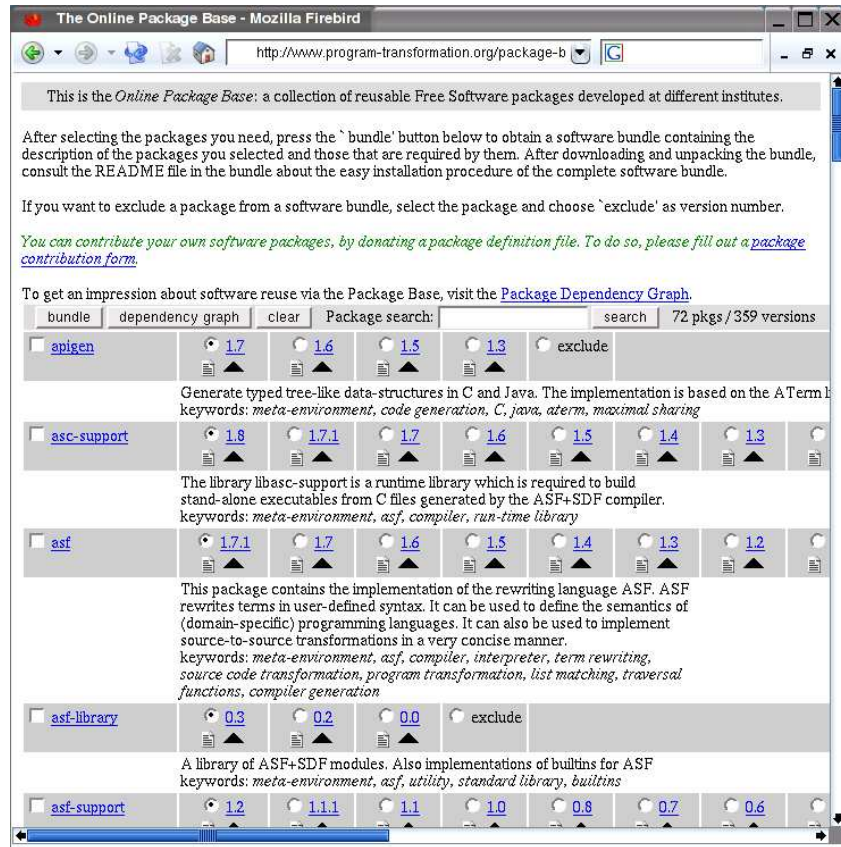 The Online Package Base - Mozilla Firebird
http://www.program-transformation.org/package-b
This is the Online Package Base: a collection of reusable Free Software packages developed at different institutes.
After selecting the packages you need, press the ` bundle' button below to obtain a software bundle containing the
description of the packages you selected and those that are required by them. After downloading and unpacking the bundle,
consult the README file in the bundle about the easy installation procedure of the complete software bundle.
If you want to exclude a package from a software bundle, select the package and choose `exclude' as version number.
You can contribute your own software packages, by donating a package definition file. To do so, please fill out a package
contribution form.
To get an impression about software reuse via the Package Base, visit the Package Dependency Graph.
bundle dependency graph clear Package search: search 72 pkgs / 359 versions
apigen 1.7 1.6 1.5 1.3 exclude
Generate typed tree-like data-structures in C and Java. The implementation is based on the ATerm
keywords: meta-environment, code generation, C, java, aterm, maximal sharing
asc-support 1.8 1.7.1 1.7 1.6 1.5 1.4 1.3
The library libasc-support is a runtime library which is required to build
stand-alone executables from C files generated by the ASF+SDF compiler.
keywords: meta-environment, asf, compiler, run-time library
asf 1.7.1 1.7 1.6 1.5 1.4 1.3 1.2
This package contains the implementation of the rewriting language ASF. ASF
rewrites terms in user-defined syntax. It can be used to define the semantics of
(domain-specific) programming languages. It can also be used to implement
source-to-source transformations in a very concise manner.
keywords: meta-environment, asf, compiler, interpreter, term rewriting,
source code transformation, program transformation, list matching, traversal
functions, compiler generation
asf-library 0.3 0.2 0.0 exclude
A library of ASF+SDF modules. Also implementations of builtins for ASF
keywords: meta-environment, asf, utility, standard library, builtins
asf-support 1.2 1.1.1 1.1 1.0 0.8 0.7 0.6